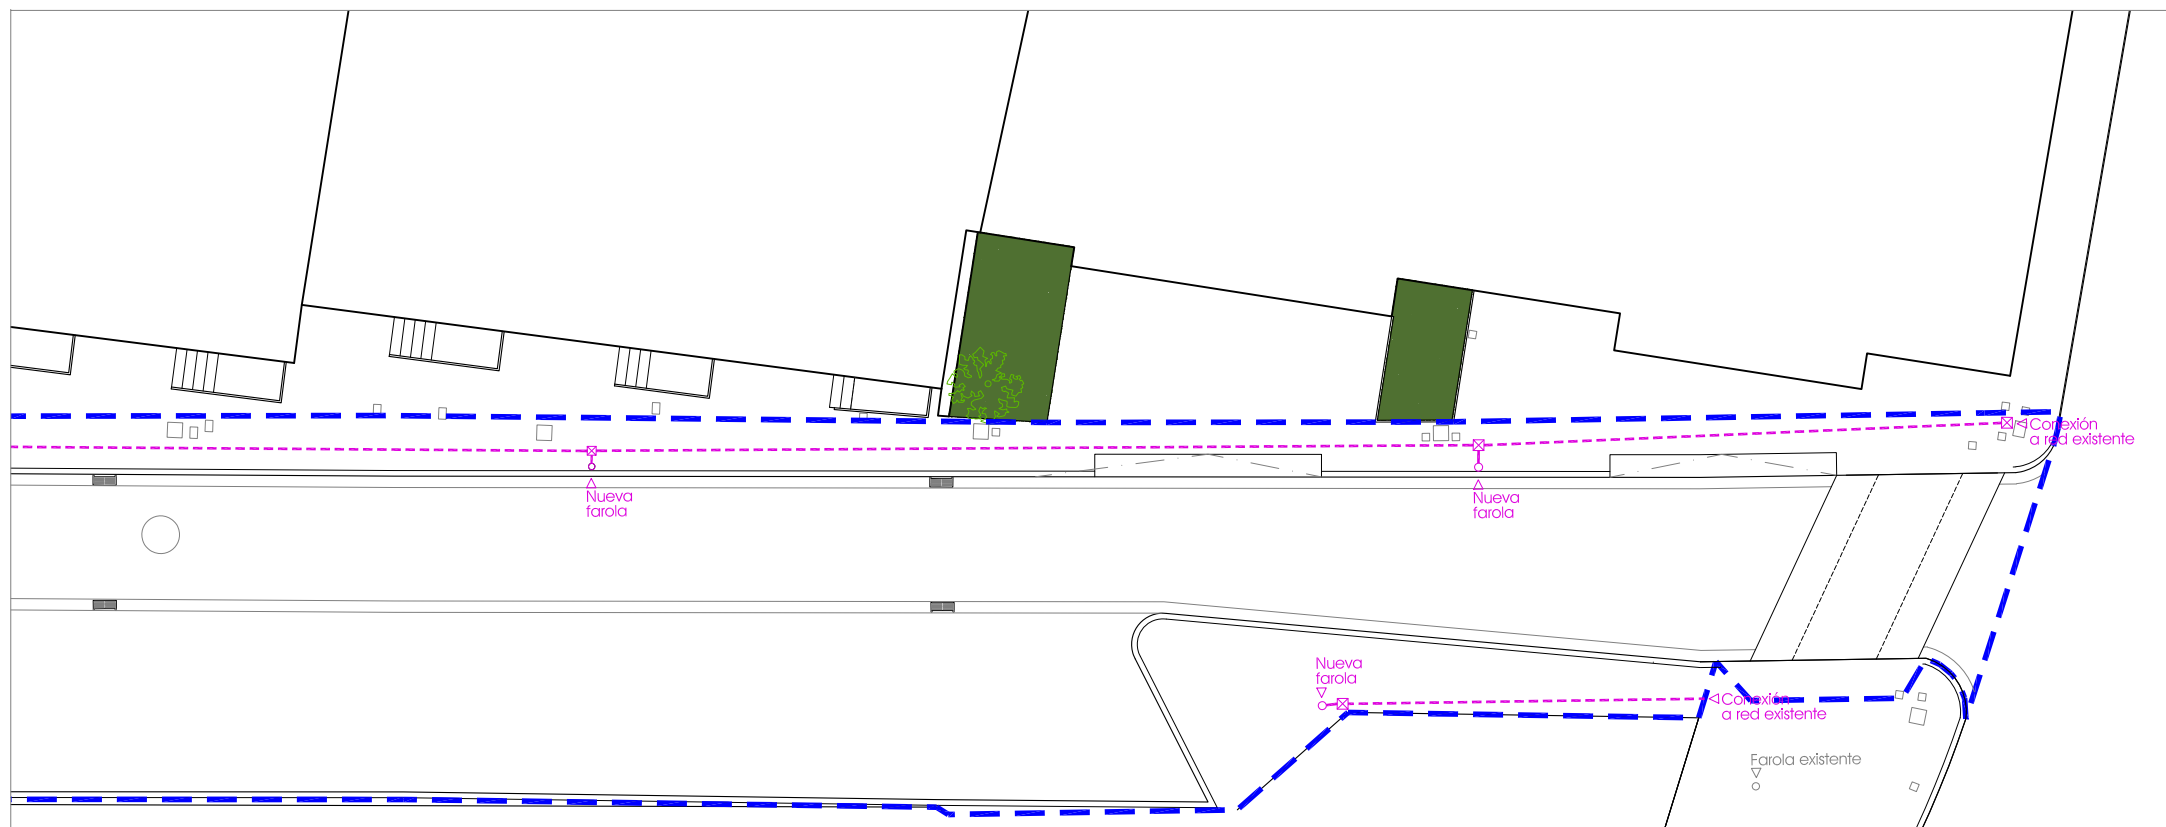 Conexión
a red existente
Nueva
farola
Nueva
farola
Nueva
farola
Conexión
a red existente
Farola existente